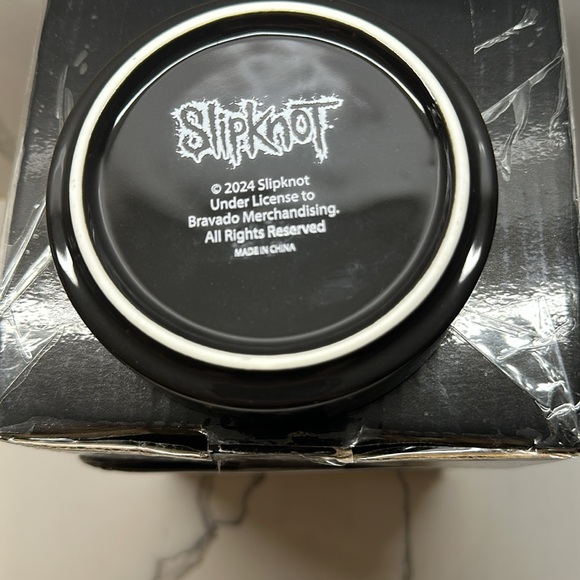 Slipknot
© 2024 Slipknot
Under License to
Bravado Merchandising.
All Rights Reserved
MADE IN CHINA